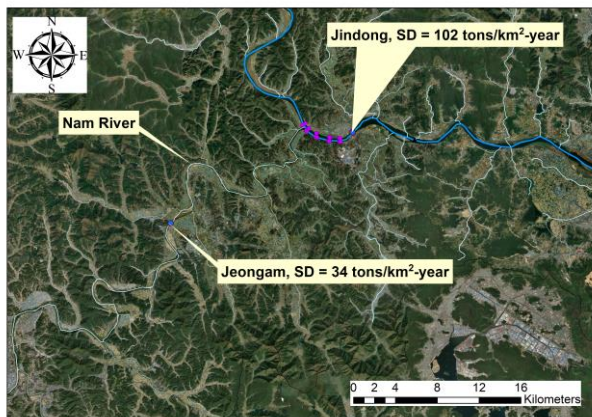 Jindong, SD = 102 tons/km²-year
N
W E
S
Nam River
Jeongam, SD = 34 tons/km²-year
0 2 4 8 12 16
Kilometers